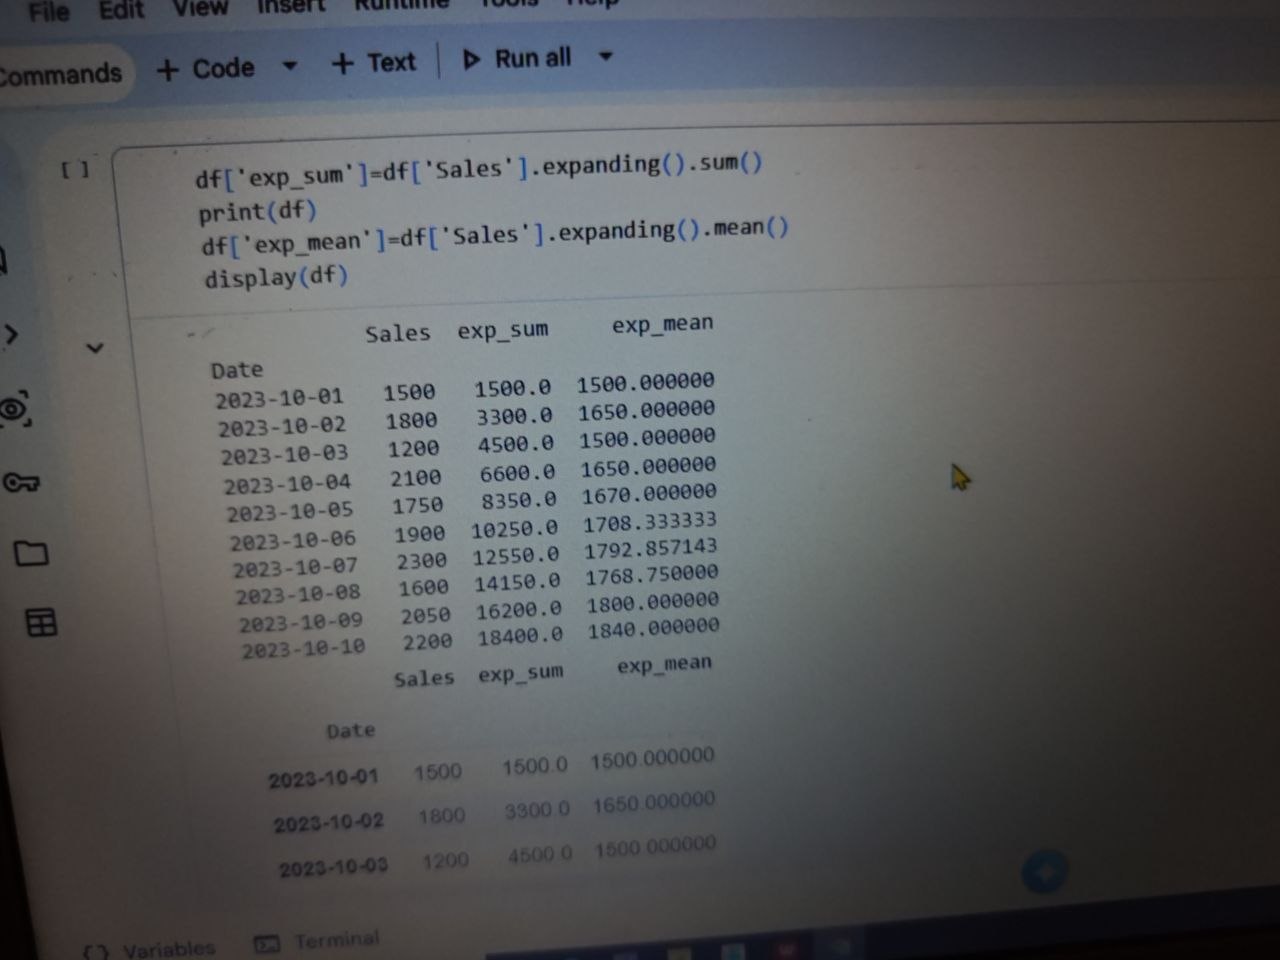 File Edit View Insert Runtime Tools Help
Commands + Code + Text Run all
[ ]
df['exp_sum']=df['Sales'].expanding().sum()
print(df)
df['exp_mean']=df['Sales'].expanding().mean()
display(df)
Sales exp_sum exp_mean
Date
2023-10-01 1500 1500.0 1500.000000
2023-10-02 1800 3300.0 1650.000000
2023-10-03 1200 4500.0 1500.000000
2023-10-04 2100 6600.0 1650.000000
2023-10-05 1750 8350.0 1670.000000
2023-10-06 1900 10250.0 1708.333333
2023-10-07 2300 12550.0 1792.857143
2023-10-08 1600 14150.0 1768.750000
2023-10-09 2050 16200.0 1800.000000
2023-10-10 2200 18400.0 1840.000000
Sales exp_sum exp_mean
Date
2023-10-01 1500 1500.0 1500.000000
2023-10-02 1800 3300.0 1650.000000
2023-10-03 1200 4500.0 1500.000000
{} Variables Terminal